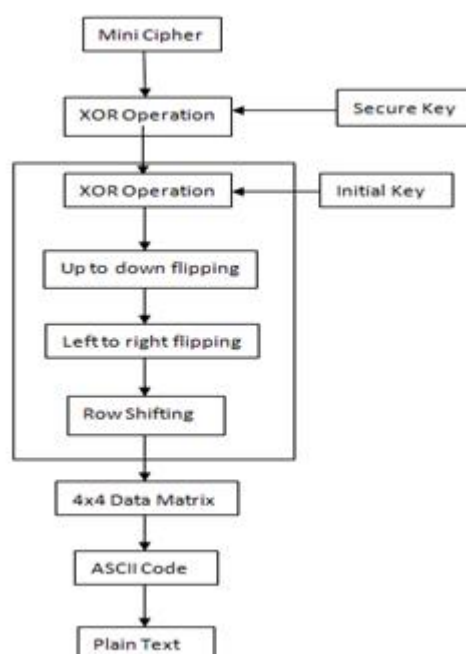 Mini Cipher
XOR Operation
Secure Key
XOR Operation
Initial Key
Up to down flipping
Left to right flipping
Row Shifting
4x4 Data Matrix
ASCII Code
Plain Text